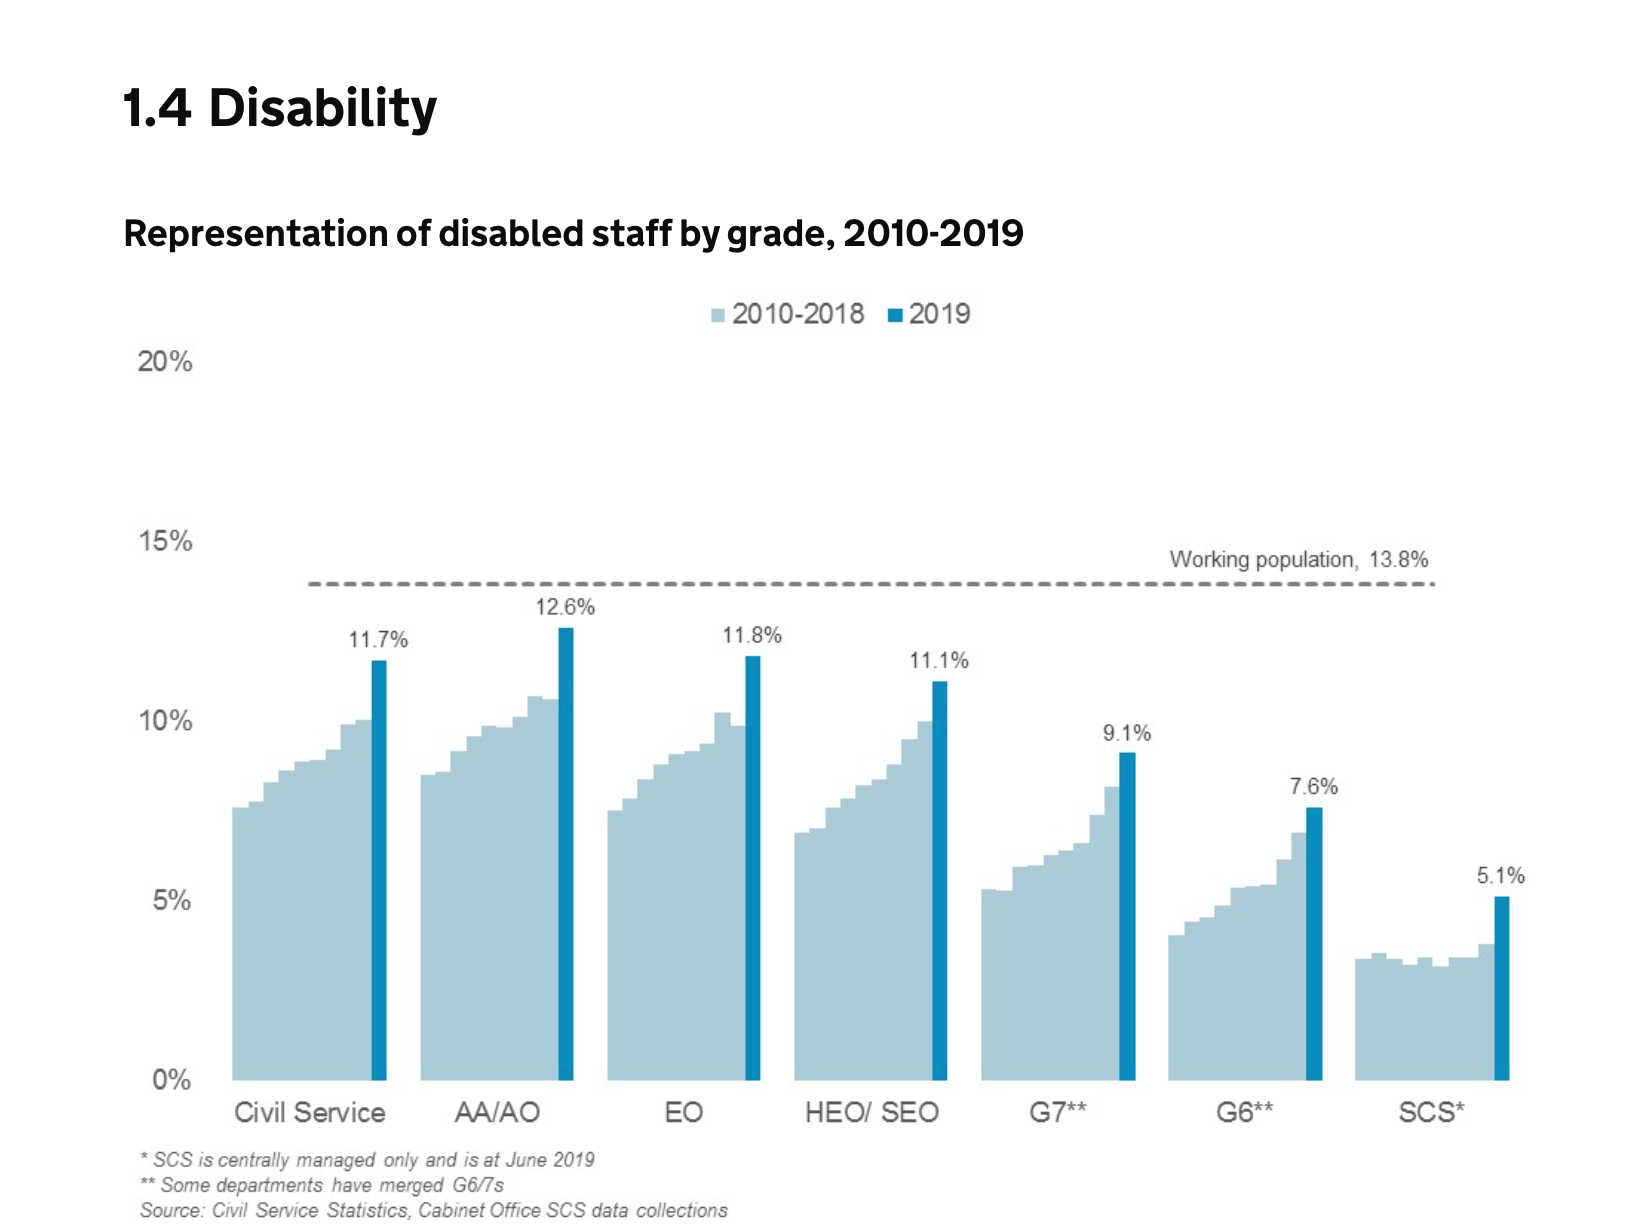 1.4 Disability
Representation of disabled staff by grade, 2010-2019
2010-2018 2019
20%
15%
Working population, 13.8%
12.6%
11.7%
11.8%
11.1%
10%
9.1%
7.6%
5%
5.1%
0%
Civil Service AA/AO EO HEO/ SEO G7** G6** SCS*
* SCS is centrally managed only and is at June 2019
** Some departments have merged G6/7s
Source: Civil Service Statistics, Cabinet Office SCS data collections